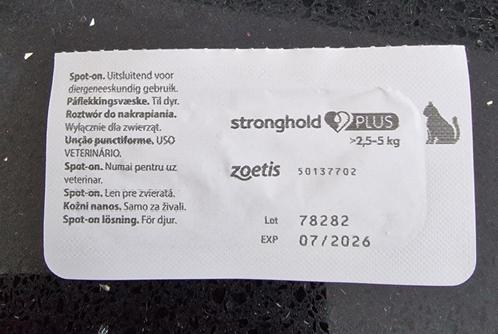 Spot-on. Uitsluitend voor
diergeneeskundig gebruik.
Påflekkingsvæske. Til dyr.
Roztwór do nakrapiania.
Wyłącznie dla zwierząt.
Unção punctiforme. USO
VETERINÁRIO.
Spot-on. Numai pentru uz
veterinar.
Spot-on. Len pre zvieratá.
Kožni nanos. Samo za živali.
Spot-on lösning. För djur.
stronghold PLUS
>2,5-5 kg
zoetis 50137702
Lot 78282
EXP 07/2026